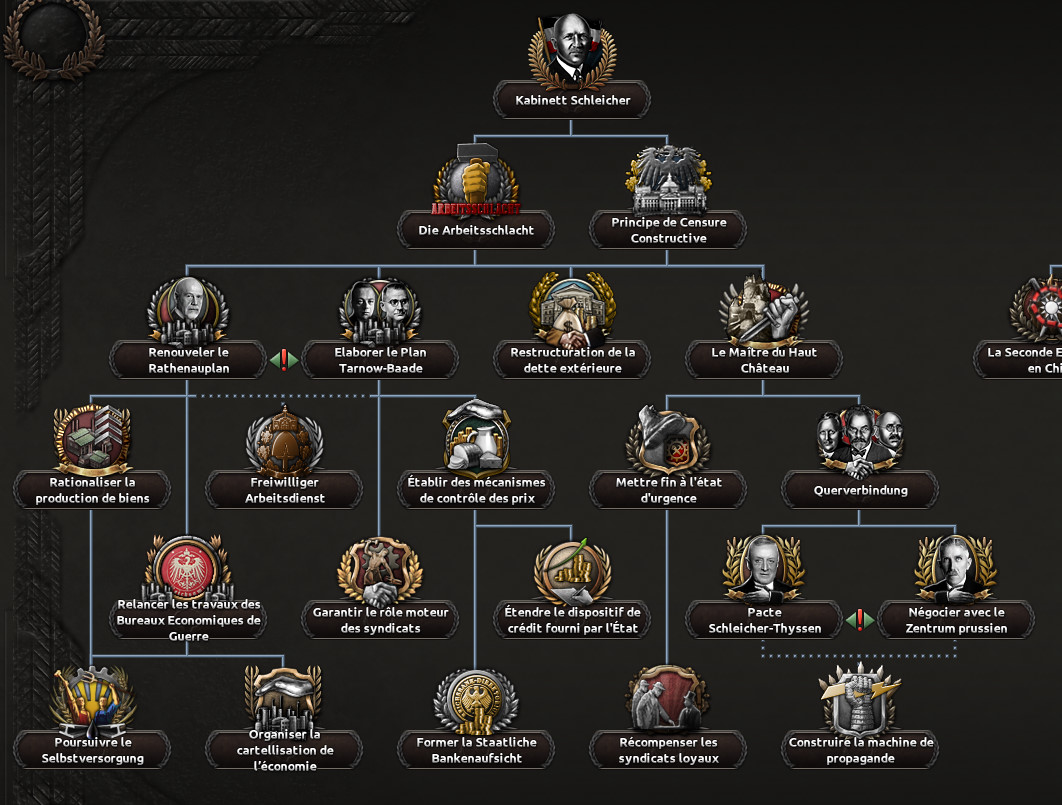 Kabinett Schleicher
ARBEITSSCHLACHT
Die Arbeitsschlacht
Principe de Censure
Constructive
Renouveler le
Rathenauplan
Elaborer le Plan
Tarnow-Baade
Restructuration de la
dette extérieure
Le Maître du Haut
Château
La Seconde E
en Chi
Rationaliser la
production de biens
Freiwilliger
Arbeitsdienst
Établir des mécanismes
de contrôle des prix
Mettre fin à l'état
d'urgence
Querverbindung
Relancer les travaux des
Bureaux Economiques de
Guerre
Garantir le rôle moteur
des syndicats
Étendre le dispositif de
crédit fourni par l'État
Pacte
Schleicher-Thyssen
Négocier avec le
Zentrum prussien
Poursuivre le
Selbstversorgung
Organiser la
cartellisation de
l'économie
Former la Staatliche
Bankenaufsicht
Récompenser les
syndicats loyaux
Construire la machine de
propagande